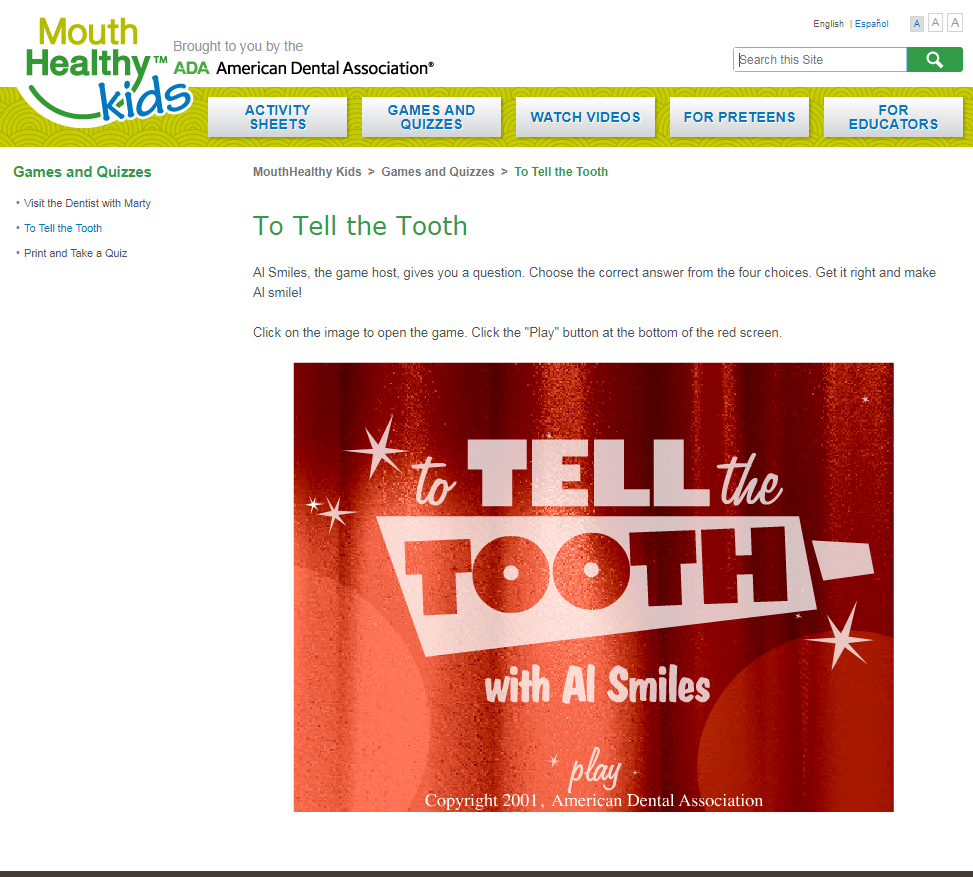 Mouth
Healthy™
kids
Brought to you by the
ADA American Dental Association®
English | Español
A A A
Search this Site
ACTIVITY
SHEETS
GAMES AND
QUIZZES
WATCH VIDEOS
FOR PRETEENS
FOR
EDUCATORS
Games and Quizzes
• Visit the Dentist with Marty
• To Tell the Tooth
• Print and Take a Quiz
MouthHealthy Kids > Games and Quizzes > To Tell the Tooth
To Tell the Tooth
Al Smiles, the game host, gives you a question. Choose the correct answer from the four choices. Get it right and make
Al smile!
Click on the image to open the game. Click the "Play" button at the bottom of the red screen.
to TELL the
TOOTH
with Al Smiles
play
Copyright 2001, American Dental Association